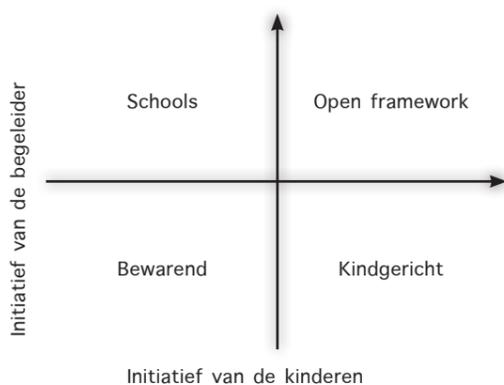 Schools
Open framework
Initiatief van de begeleider
Bewarend
Kindgericht
Initiatief van de kinderen